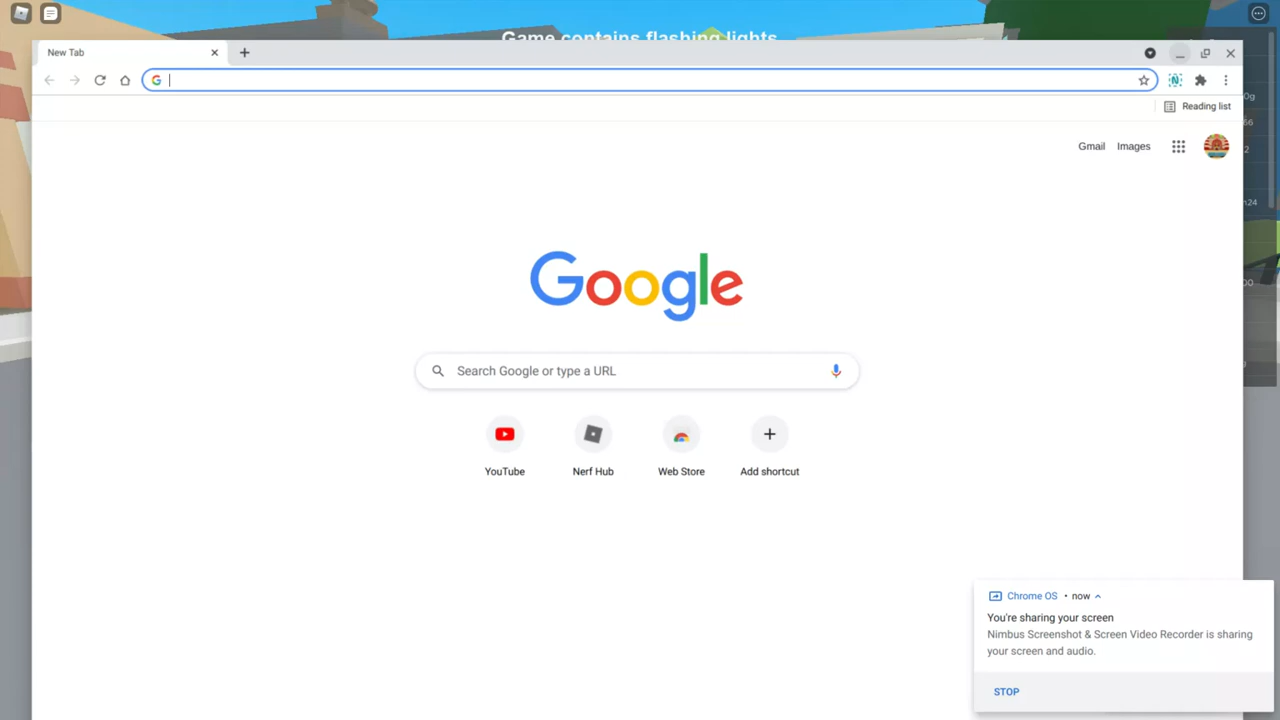 Game contains flashing lights
New Tab
Reading list
Gmail Images
Google
Search Google or type a URL
YouTube
Nerf Hub
Web Store
Add shortcut
Chrome OS • now
You're sharing your screen
Nimbus Screenshot & Screen Video Recorder is sharing
your screen and audio.
STOP